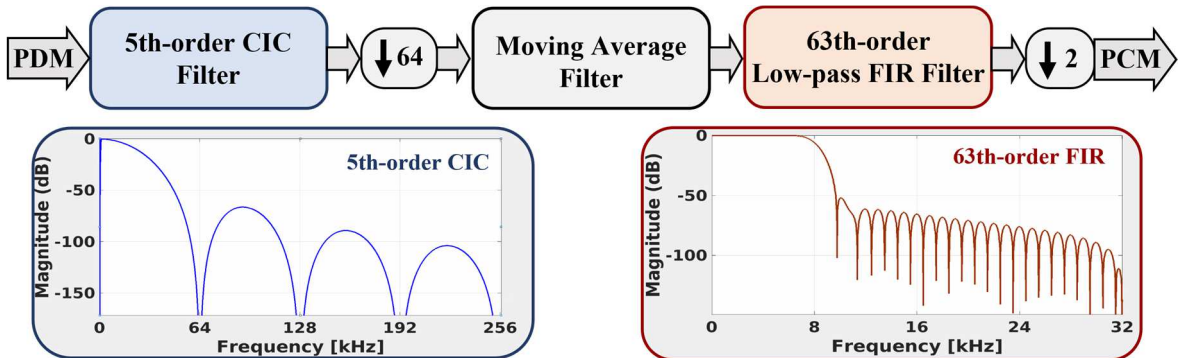 PDM
5th-order CIC
Filter
64
Moving Average
Filter
63th-order
Low-pass FIR Filter
2
PCM
5th-order CIC
Magnitude (dB)
0
-50
-100
-150
0
64
128
192
256
Frequency [kHz]
63th-order FIR
Magnitude (dB)
0
-50
-100
0
8
16
24
32
Frequency [kHz]